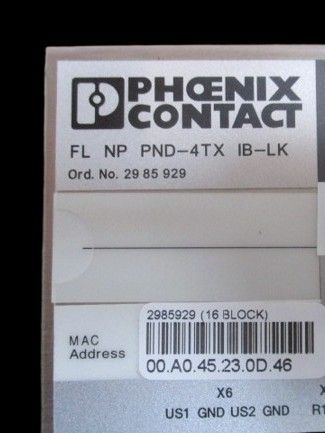 PHŒNIX
CONTACT
FL NP PND-4TX IB-LK
Ord. No. 29 85 929
2985929 (16 BLOCK)
MAC
Address
00.A0.45.23.0D.46
X6
US1 GND US2 GND